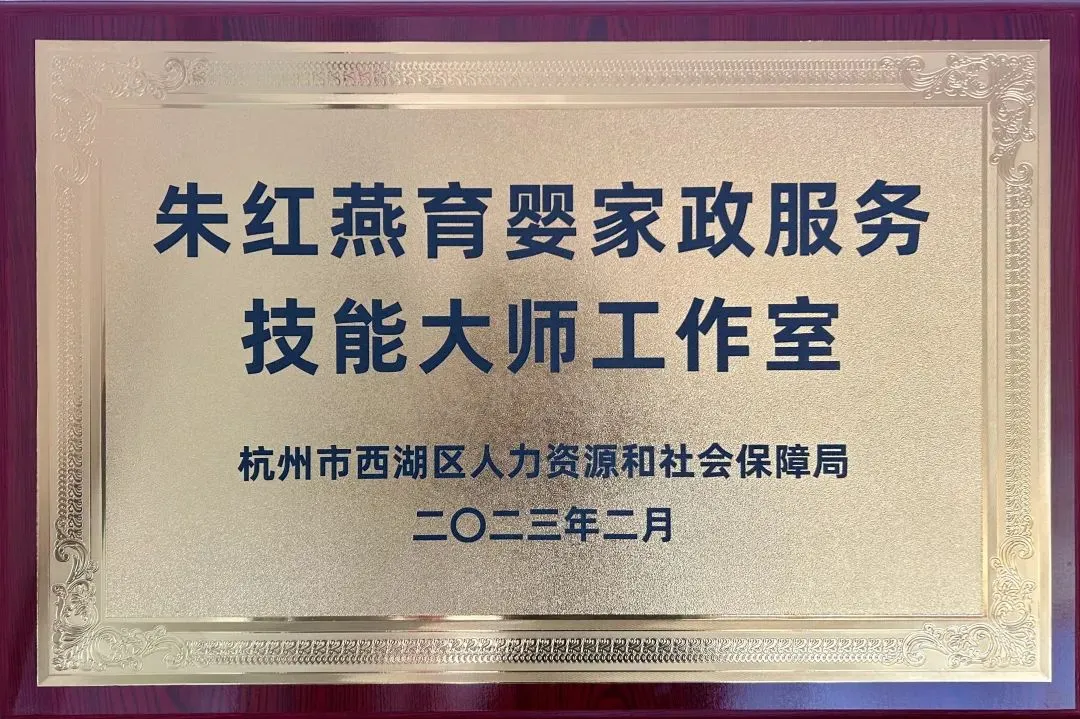 朱红燕育婴家政服务
技能大师工作室
杭州市西湖区人力资源和社会保障局
二〇二三年二月